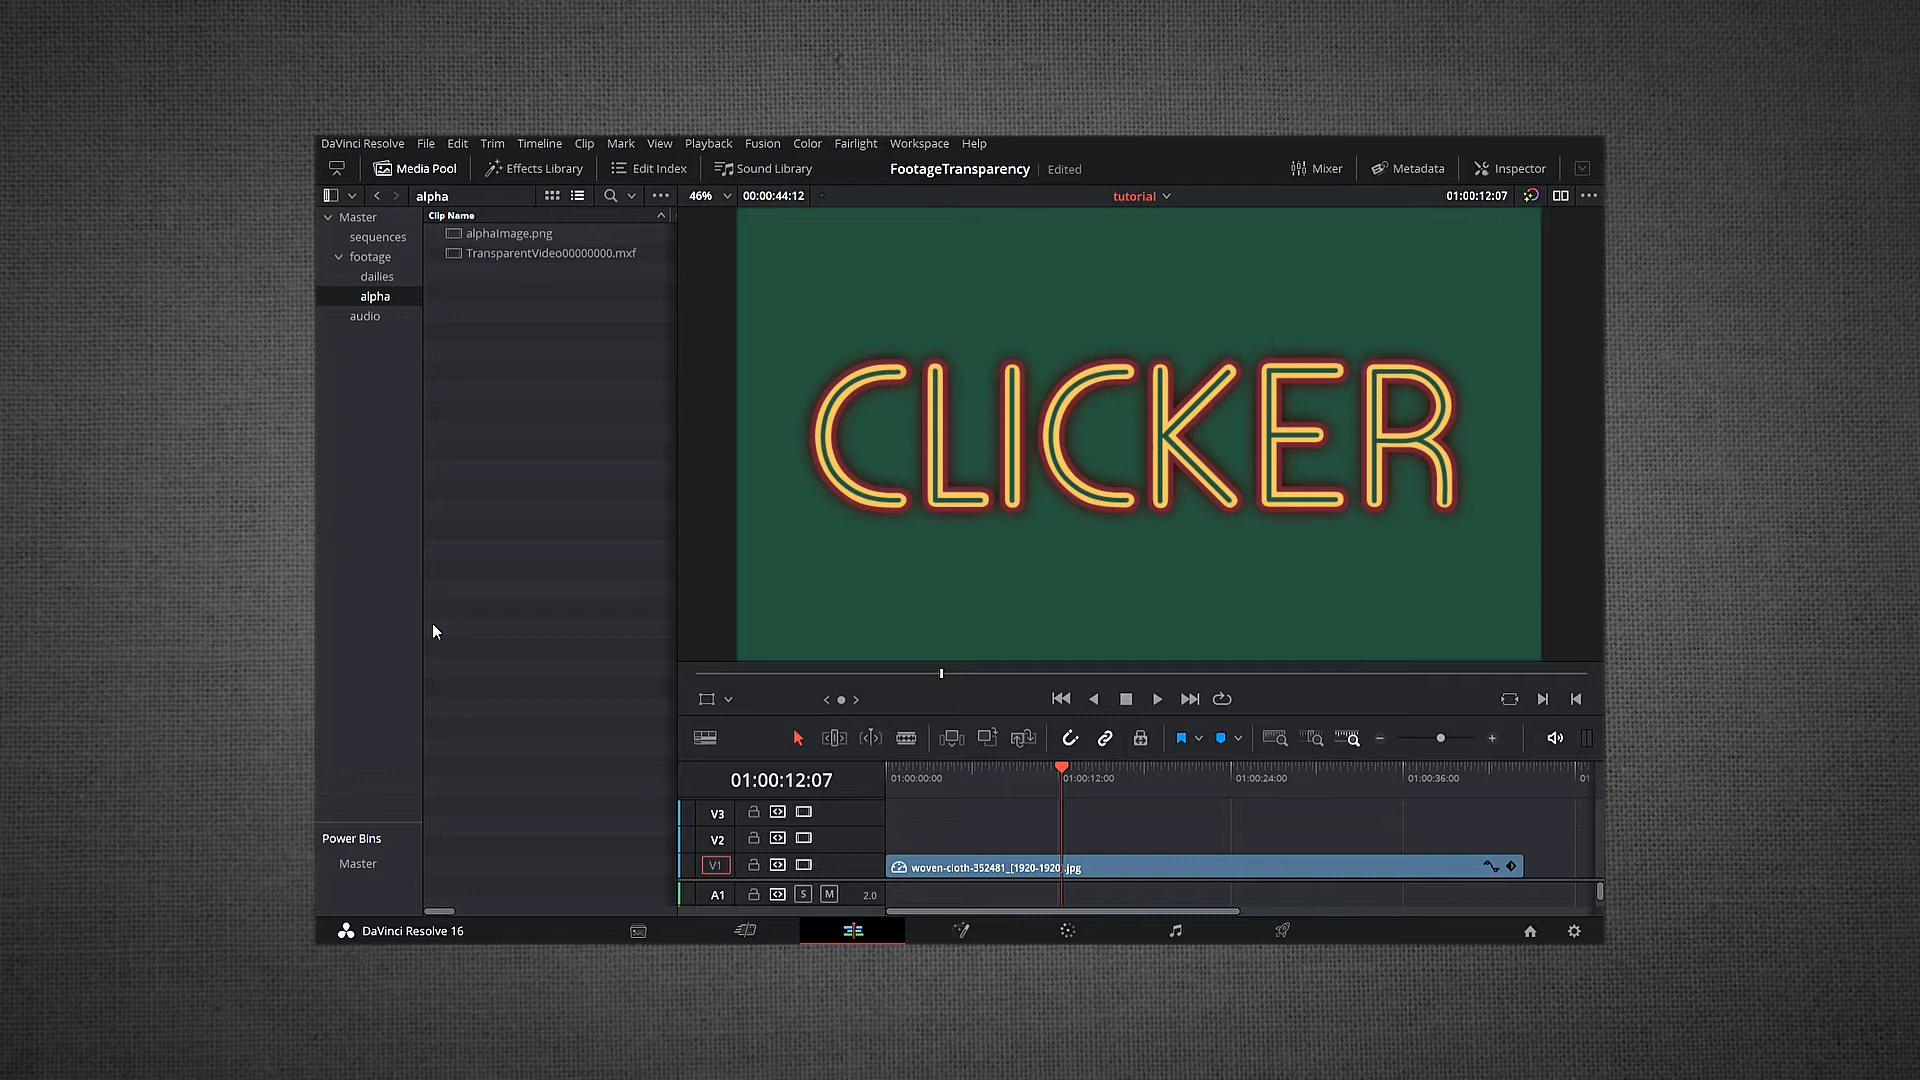 DaVinci Resolve File Edit Trim Timeline Clip Mark View Playback Fusion Color Fairlight Workspace Help
Media Pool Effects Library Edit Index Sound Library FootageTransparency Edited Mixer Metadata Inspector
alpha 46% 00:00:44:12 tutorial 01:00:12:07
Master
sequences
footage
dailies
alpha
audio
Clip Name
alphaImage.png
TransparentVideo00000000.mxf
CLICKER
01:00:12:07 01:00:00:00 01:00:12:00 01:00:24:00 01:00:36:00 01
V3
V2
V1 woven-cloth-352481_[1920-1920].jpg
A1 S M 2.0
Power Bins
Master
DaVinci Resolve 16